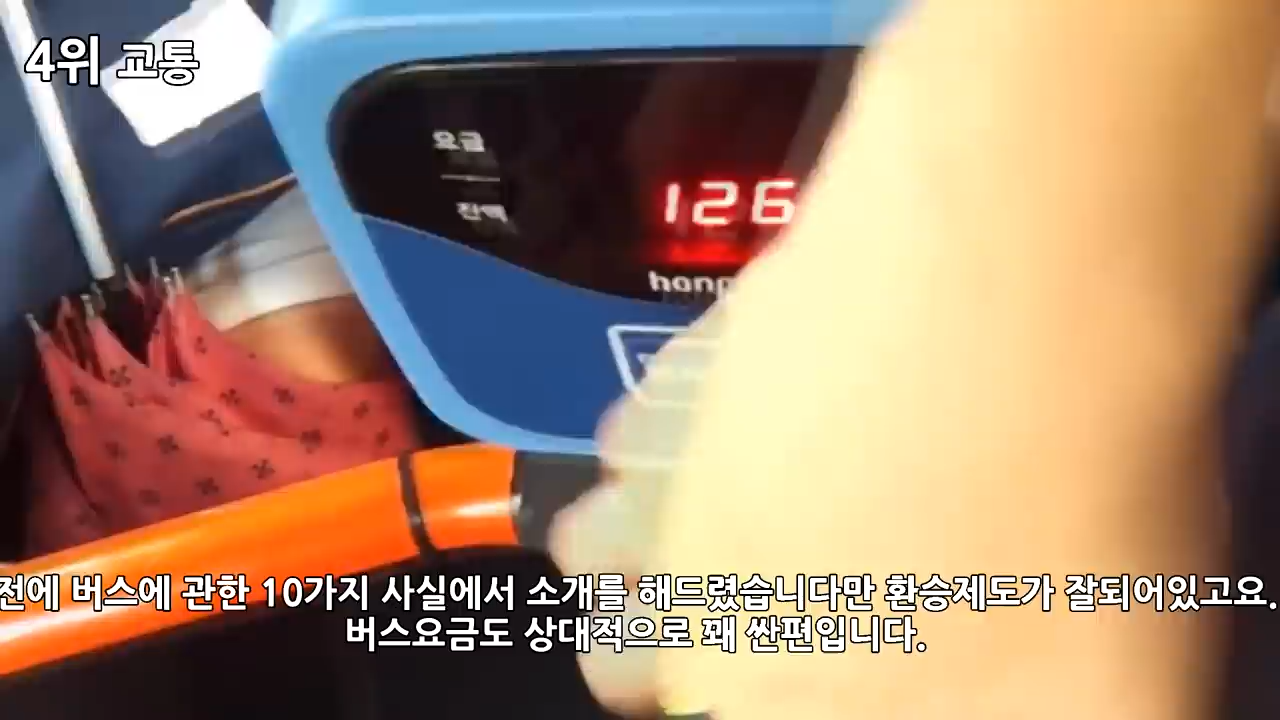 4위 교통
요금
잔액
126
전에 버스에 관한 10가지 사실에서 소개를 해드렸습니다만 환승제도가 잘되어있고요.
버스요금도 상대적으로 꽤 싼편입니다.